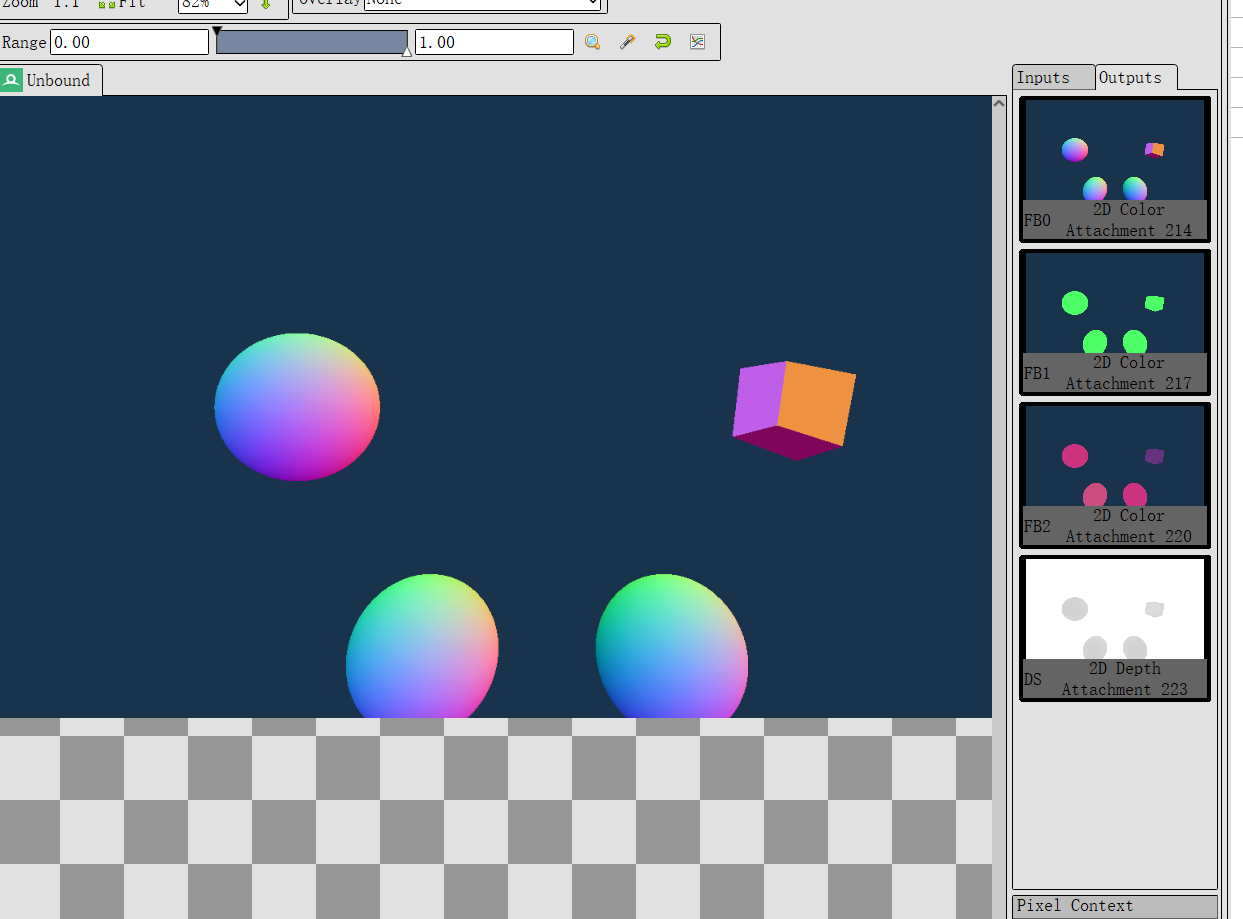 Zoom 1:1 Fit 82% Overlay None
Range 0.00 1.00
Unbound
Inputs Outputs
FB0 2D Color
Attachment 214
FB1 2D Color
Attachment 217
FB2 2D Color
Attachment 220
DS 2D Depth
Attachment 223
Pixel Context